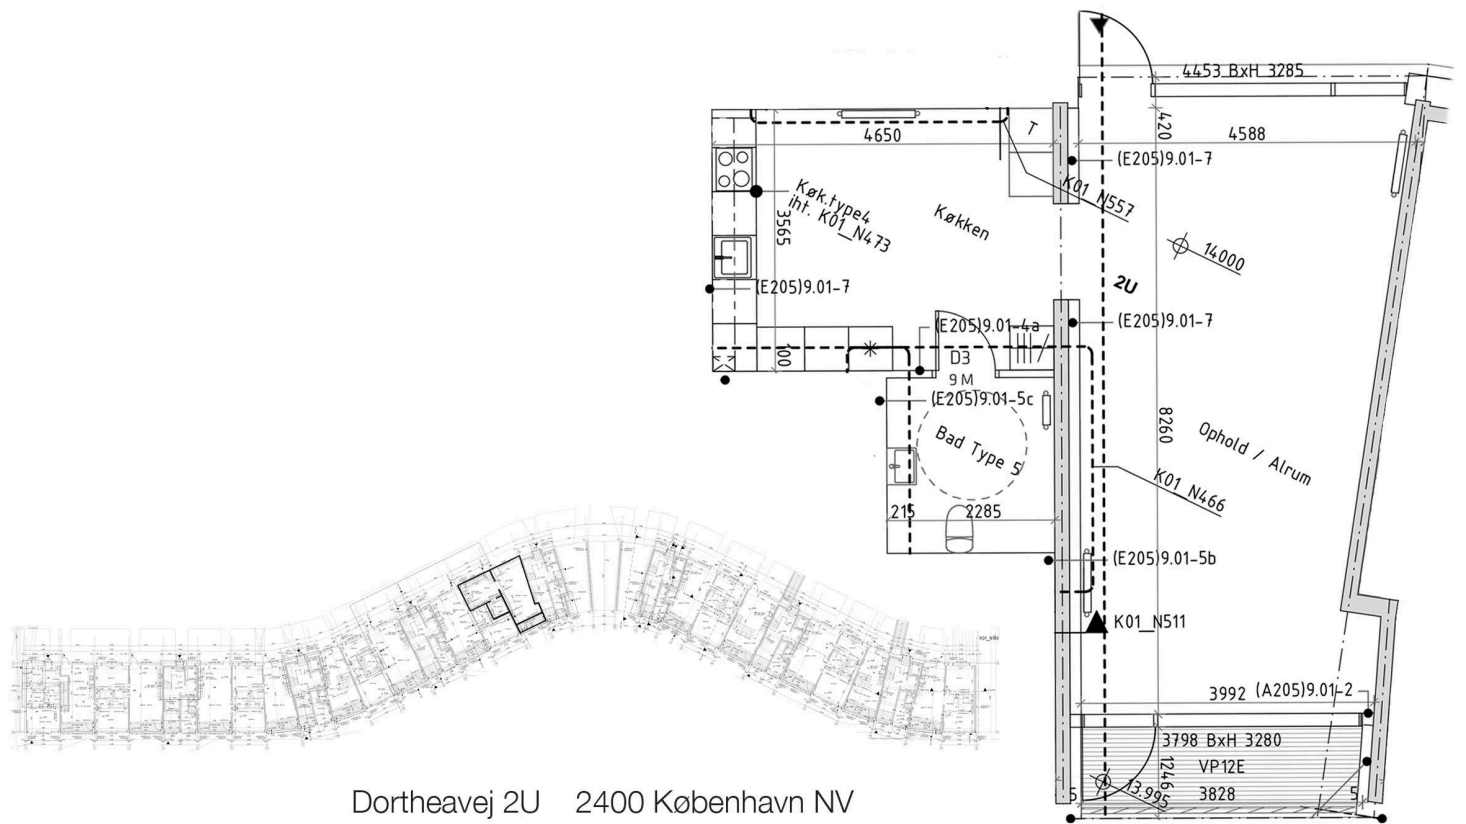 4453 BxH 3285
4650
420
4588
T
(E205)9.01-7
K01_N557
Køk.type4
iht. K01_N473
3565
Køkken
14000
(E205)9.01-7
2U
(E205)9.01-7
(E205)9.01-4a
100
D3
9M
(E205)9.01-5c
Bad Type 5
8260
Ophold / Alrum
K01_N466
215
2285
(E205)9.01-5b
K01_N511
3992
(A205)9.01-2
3798 BxH 3280
VP12E
1246
13.995
3828
5
5
Dortheavej 2U 2400 København NV